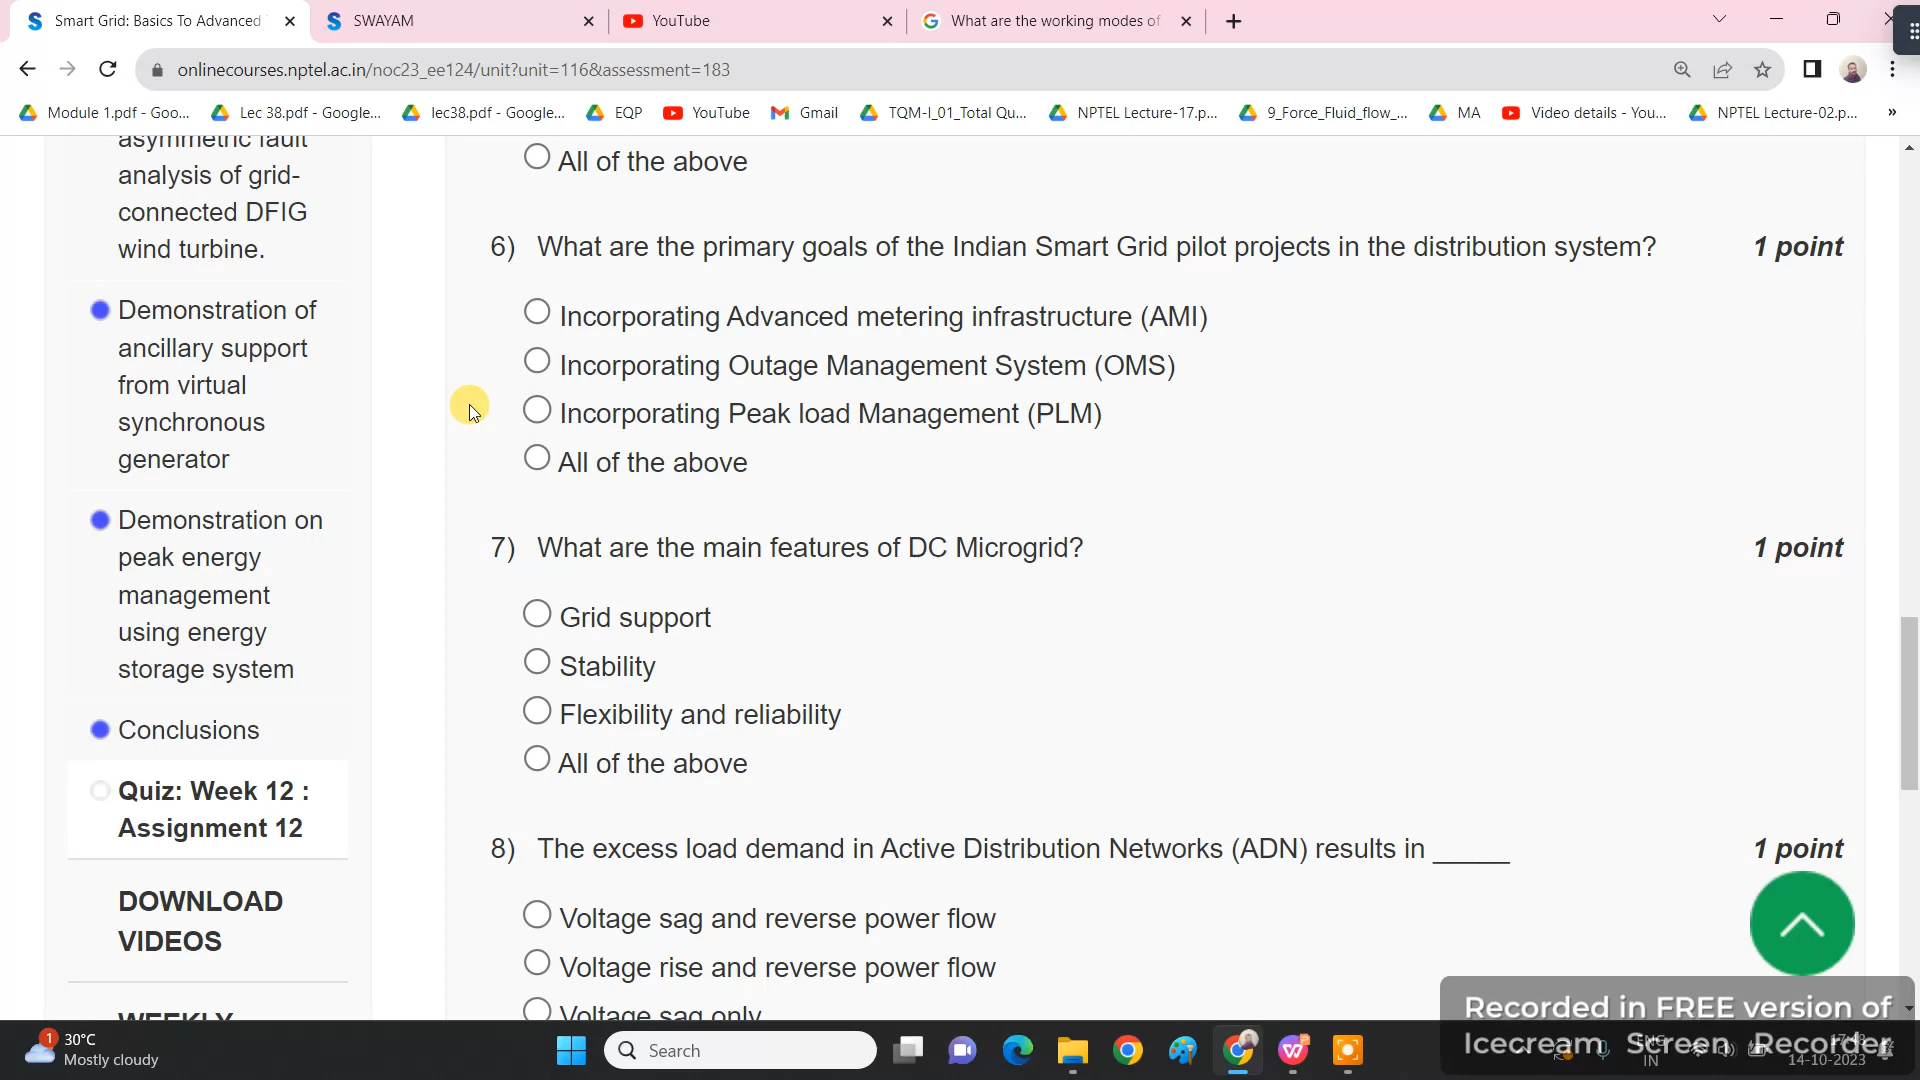 Smart Grid: Basics To Advanced
SWAYAM
YouTube
What are the working modes of
onlinecourses.nptel.ac.in/noc23_ee124/unit?unit=116&assessment=183
Module 1.pdf - Goo...
Lec 38.pdf - Google...
lec38.pdf - Google...
EQP
YouTube
Gmail
TQM-I_01_Total Qu...
NPTEL Lecture-17.p...
9_Force_Fluid_flow_...
MA
Video details - You...
NPTEL Lecture-02.p...
»
asymmetric fault
analysis of grid-
connected DFIG
wind turbine.
Demonstration of
ancillary support
from virtual
synchronous
generator
Demonstration on
peak energy
management
using energy
storage system
Conclusions
Quiz: Week 12 :
Assignment 12
DOWNLOAD
VIDEOS
WEEKLY
All of the above
6) What are the primary goals of the Indian Smart Grid pilot projects in the distribution system? 1 point
Incorporating Advanced metering infrastructure (AMI)
Incorporating Outage Management System (OMS)
Incorporating Peak load Management (PLM)
All of the above
7) What are the main features of DC Microgrid? 1 point
Grid support
Stability
Flexibility and reliability
All of the above
8) The excess load demand in Active Distribution Networks (ADN) results in _____ 1 point
Voltage sag and reverse power flow
Voltage rise and reverse power flow
Voltage sag only
Recorded in FREE version of
Icecream Screen Recorder
1
30°C
Mostly cloudy
Search
ENG
IN
14-10-2023